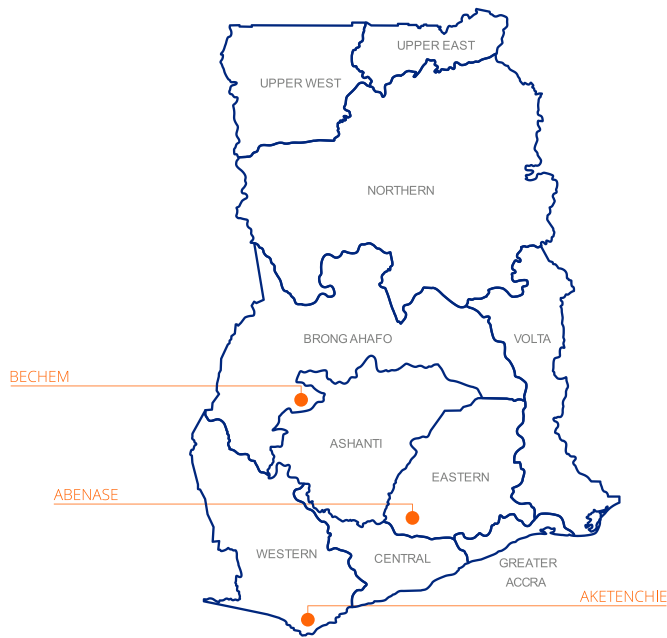 UPPER EAST
UPPER WEST
NORTHERN
BRONG AHAFO
VOLTA
BECHEM
ASHANTI
EASTERN
ABENASE
WESTERN
CENTRAL
GREATER
ACCRA
AKETENCHIE